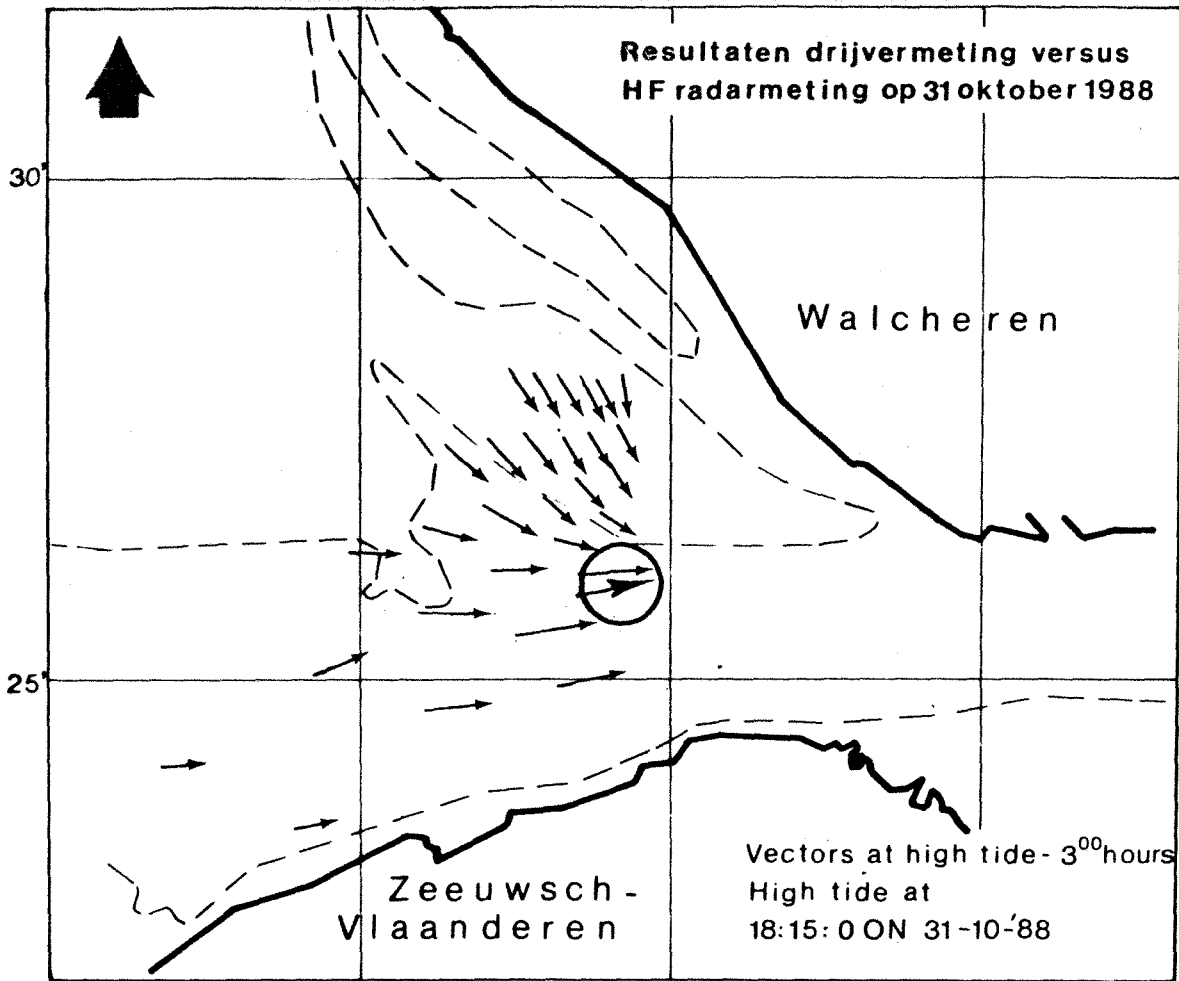 Resultaten drijvermeting versus
HF radarmeting op 31 oktober 1988
30'
Walcheren
25'
Zeeuwsch-
Vlaanderen
Vectors at high tide - 3⁰⁰ hours
High tide at
18:15:0 ON 31-10-'88